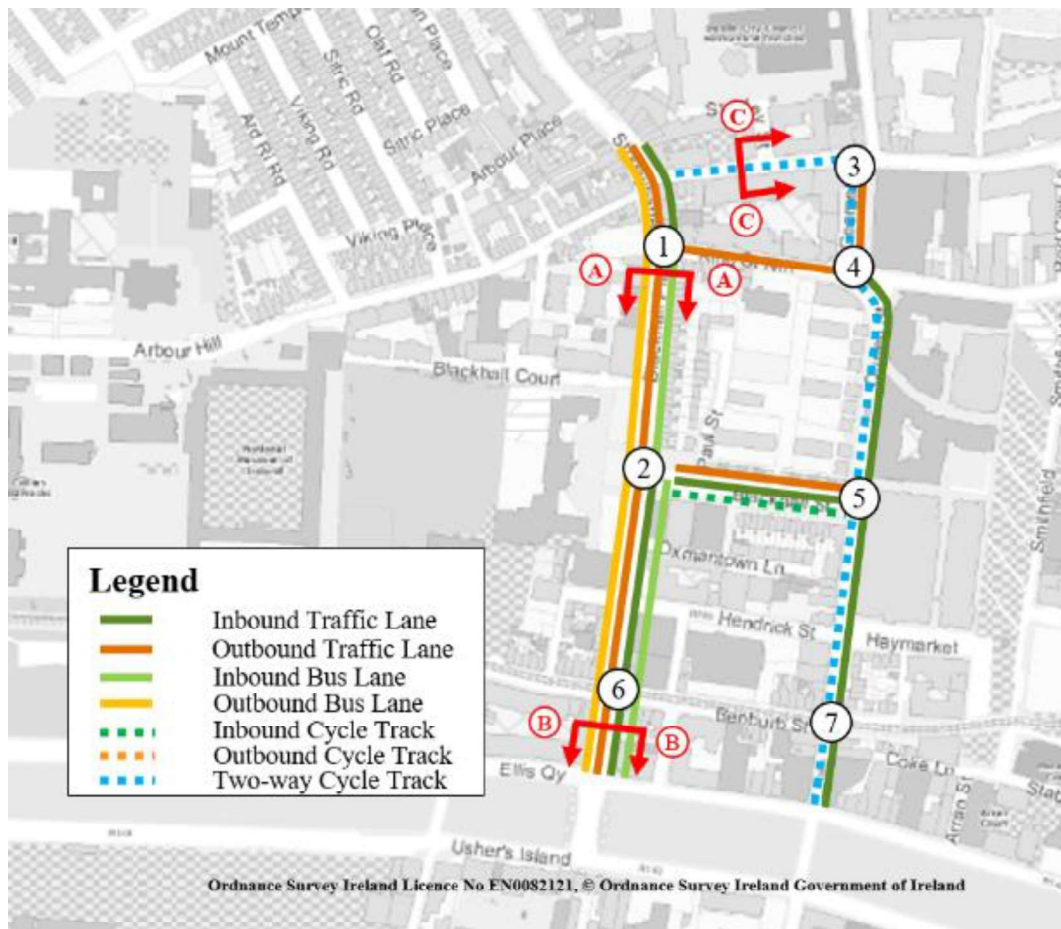 Mount Temple
Olaf Rd
Sitric Rd
Viking Rd
Ard Ri Rd
Sitric Place
Arbour Place
Viking Place
C
3
C
1
4
A
A
Arbour Hill
Blackhall Court
Paul St
2
5
Oxmantown Ln
Hendrick St
Haymarket
Smithfield
6
Benburb St
7
B
B
Ellis Qy
Coke Ln
Arran St
Usher's Island
Legend
Inbound Traffic Lane
Outbound Traffic Lane
Inbound Bus Lane
Outbound Bus Lane
Inbound Cycle Track
Outbound Cycle Track
Two-way Cycle Track
Ordnance Survey Ireland Licence No EN0082121, © Ordnance Survey Ireland Government of Ireland